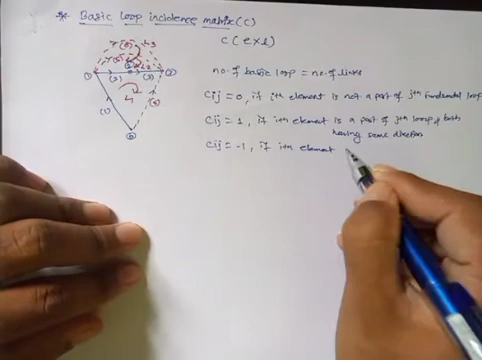 ** Basic loop incidence matrix (C)
C (e x l)
no. of basic loop = no. of links
Cij = 0, if ith element is not a part of jth fundamental loop
Cij = 1, if ith element is a part of jth loop & both
having same direction
Cij = -1, if ith element